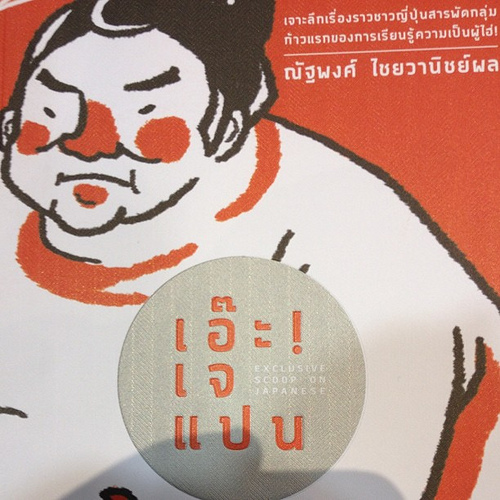 เจาะลึกเรื่องราวชาวญี่ปุ่นสารพัดกลุ่ม
ก้าวแรกของการเรียนรู้ความเป็นผู้ไฮ่!
ณัฐพงศ์ ไชยวานิชย์ผล
เอ๊ะ!
เจ
แปน
EXCLUSIVE
SCOOP ON
JAPANESE